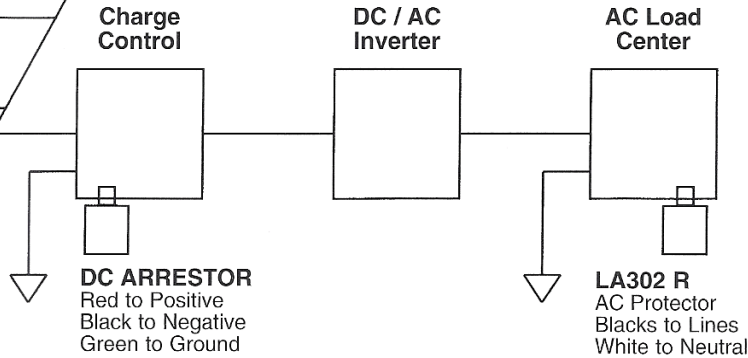 Charge
Control
DC / AC
Inverter
AC Load
Center
DC ARRESTOR
Red to Positive
Black to Negative
Green to Ground
LA302 R
AC Protector
Blacks to Lines
White to Neutral